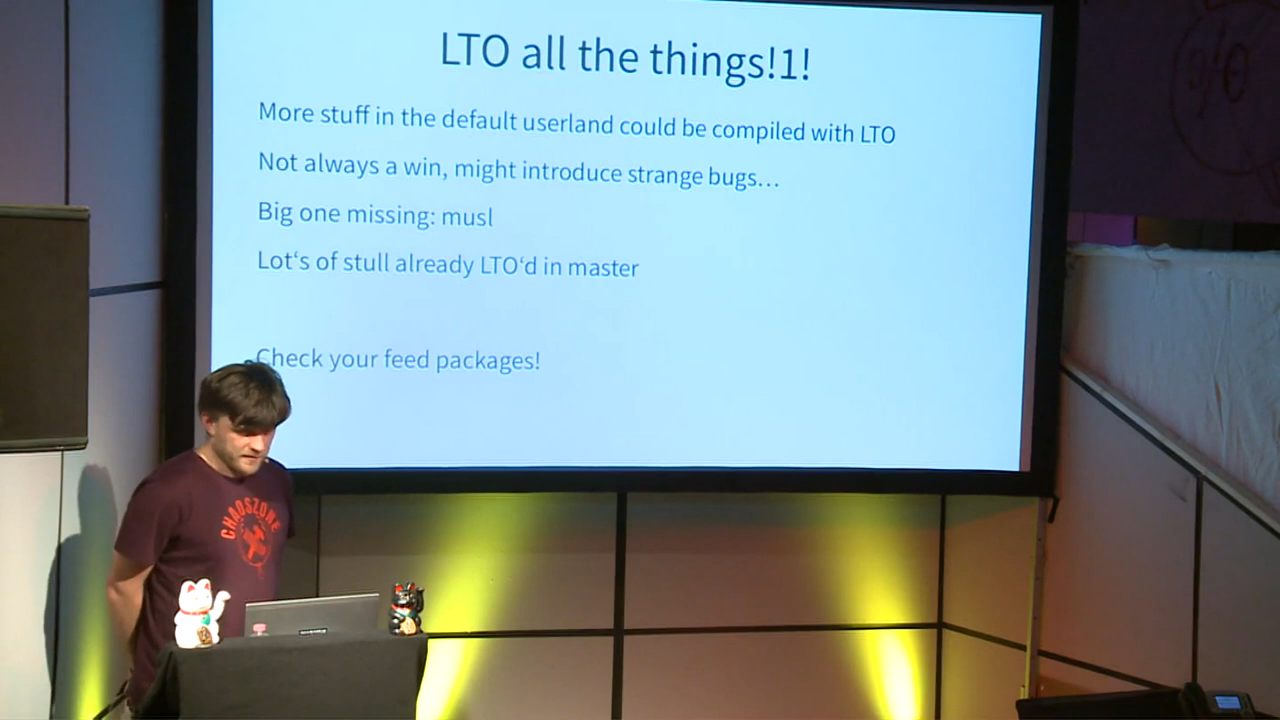 LTO all the things!1!
More stuff in the default userland could be compiled with LTO
Not always a win, might introduce strange bugs…
Big one missing: musl
Lot‘s of stull already LTO‘d in master
Check your feed packages!
CHAOSZONE